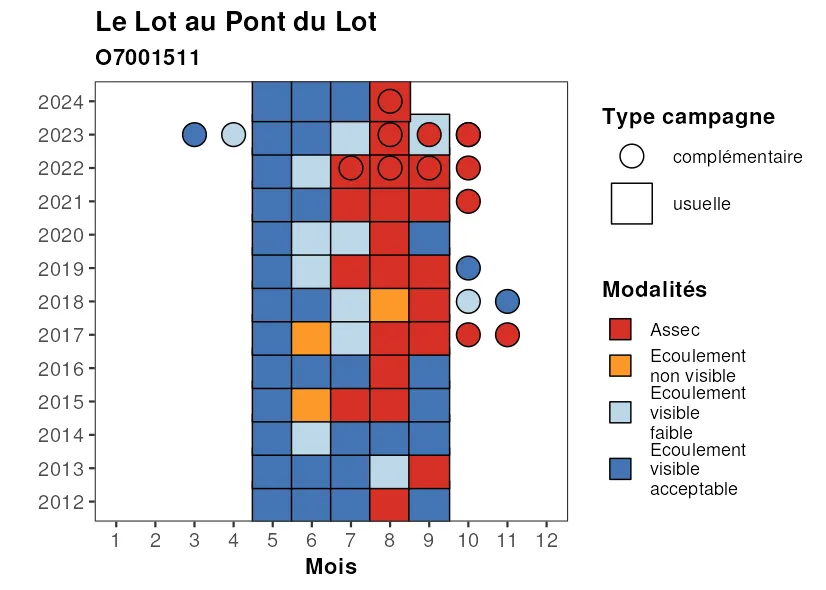 Le Lot au Pont du Lot
O7001511
2024
2023
2022
2021
2020
2019
2018
2017
2016
2015
2014
2013
2012
1 2 3 4 5 6 7 8 9 10 11 12
Mois
Type campagne
complémentaire
usuelle
Modalités
Assec
Ecoulement
non visible
Ecoulement
visible
faible
Ecoulement
visible
acceptable